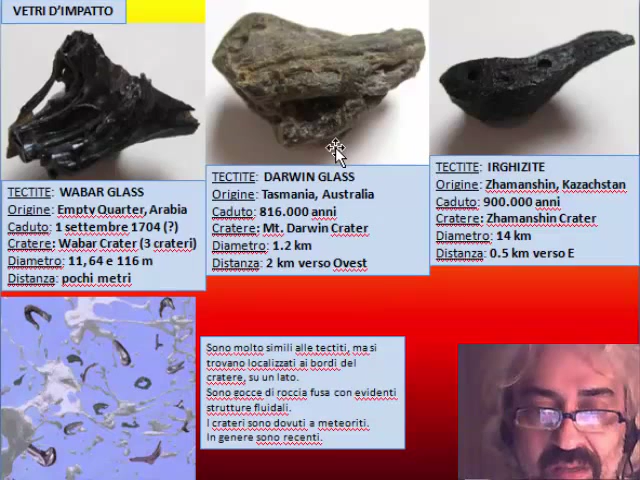 VETRI D'IMPATTO
TECTITE: WABAR GLASS
Origine: Empty Quarter, Arabia
Caduto: 1 settembre 1704 (?)
Cratere: Wabar Crater (3 crateri)
Diametro: 11, 64 e 116 m
Distanza: pochi metri
TECTITE: DARWIN GLASS
Origine: Tasmania, Australia
Caduto: 816.000 anni
Cratere: Mt. Darwin Crater
Diametro: 1.2 km
Distanza: 2 km verso Ovest
TECTITE: IRGHIZITE
Origine: Zhamanshin, Kazachstan
Caduto: 900.000 anni
Cratere: Zhamanshin Crater
Diametro: 14 km
Distanza: 0.5 km verso E
Sono molto simili alle tectiti, ma si
trovano localizzati ai bordi del
cratere, su un lato.
Sono gocce di roccia fusa con evidenti
strutture fluidali.
I crateri sono dovuti a meteoriti.
In genere sono recenti.